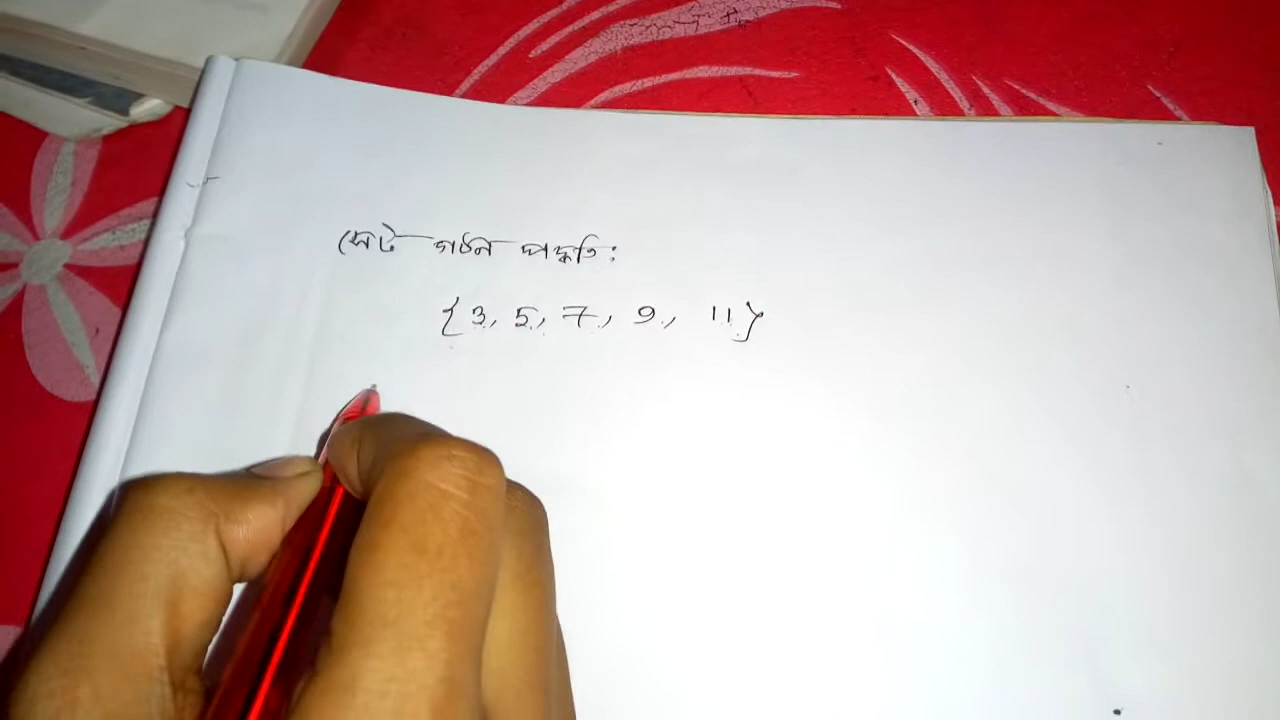 সেট গঠন পদ্ধতি:
{3, 5, 7, 9, 11}